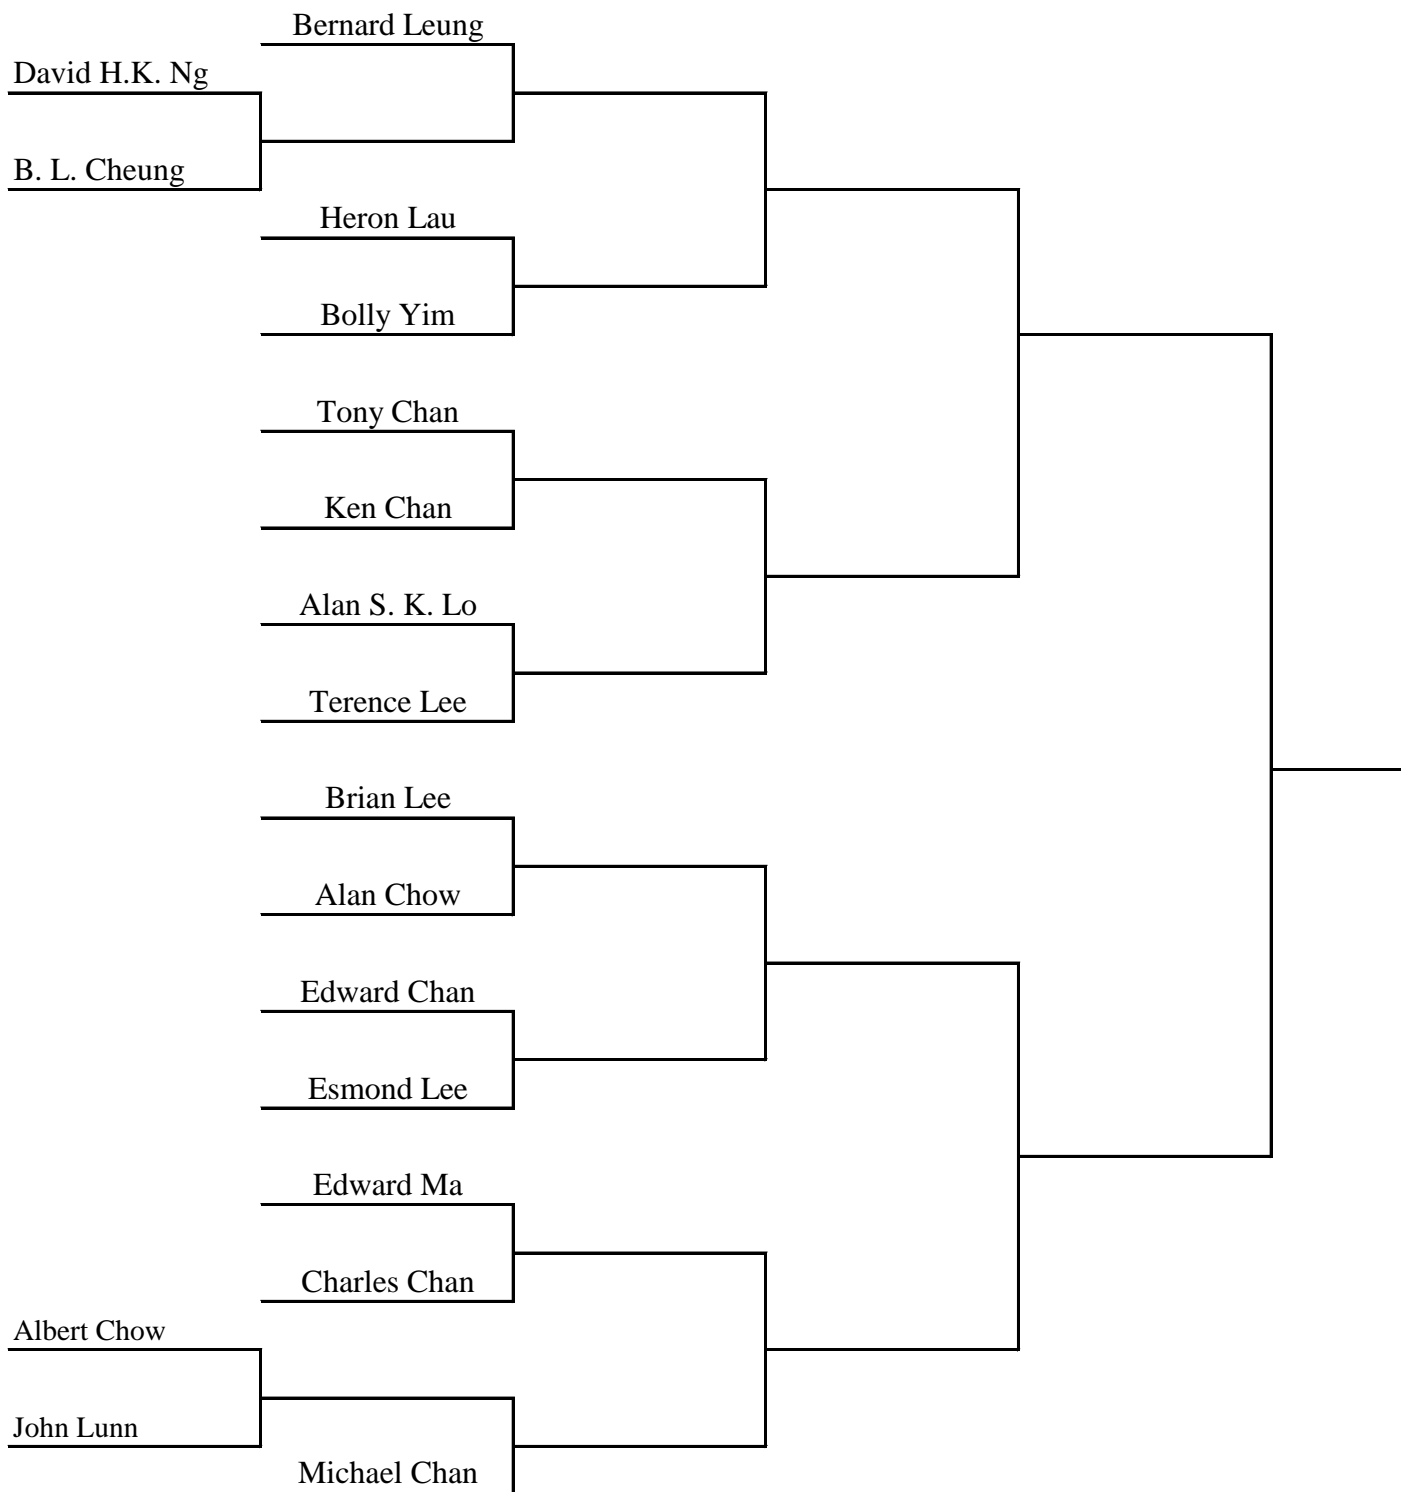 Bernard Leung
David H.K. Ng
B. L. Cheung
Heron Lau
Bolly Yim
Tony Chan
Ken Chan
Alan S. K. Lo
Terence Lee
Brian Lee
Alan Chow
Edward Chan
Esmond Lee
Edward Ma
Charles Chan
Albert Chow
John Lunn
Michael Chan